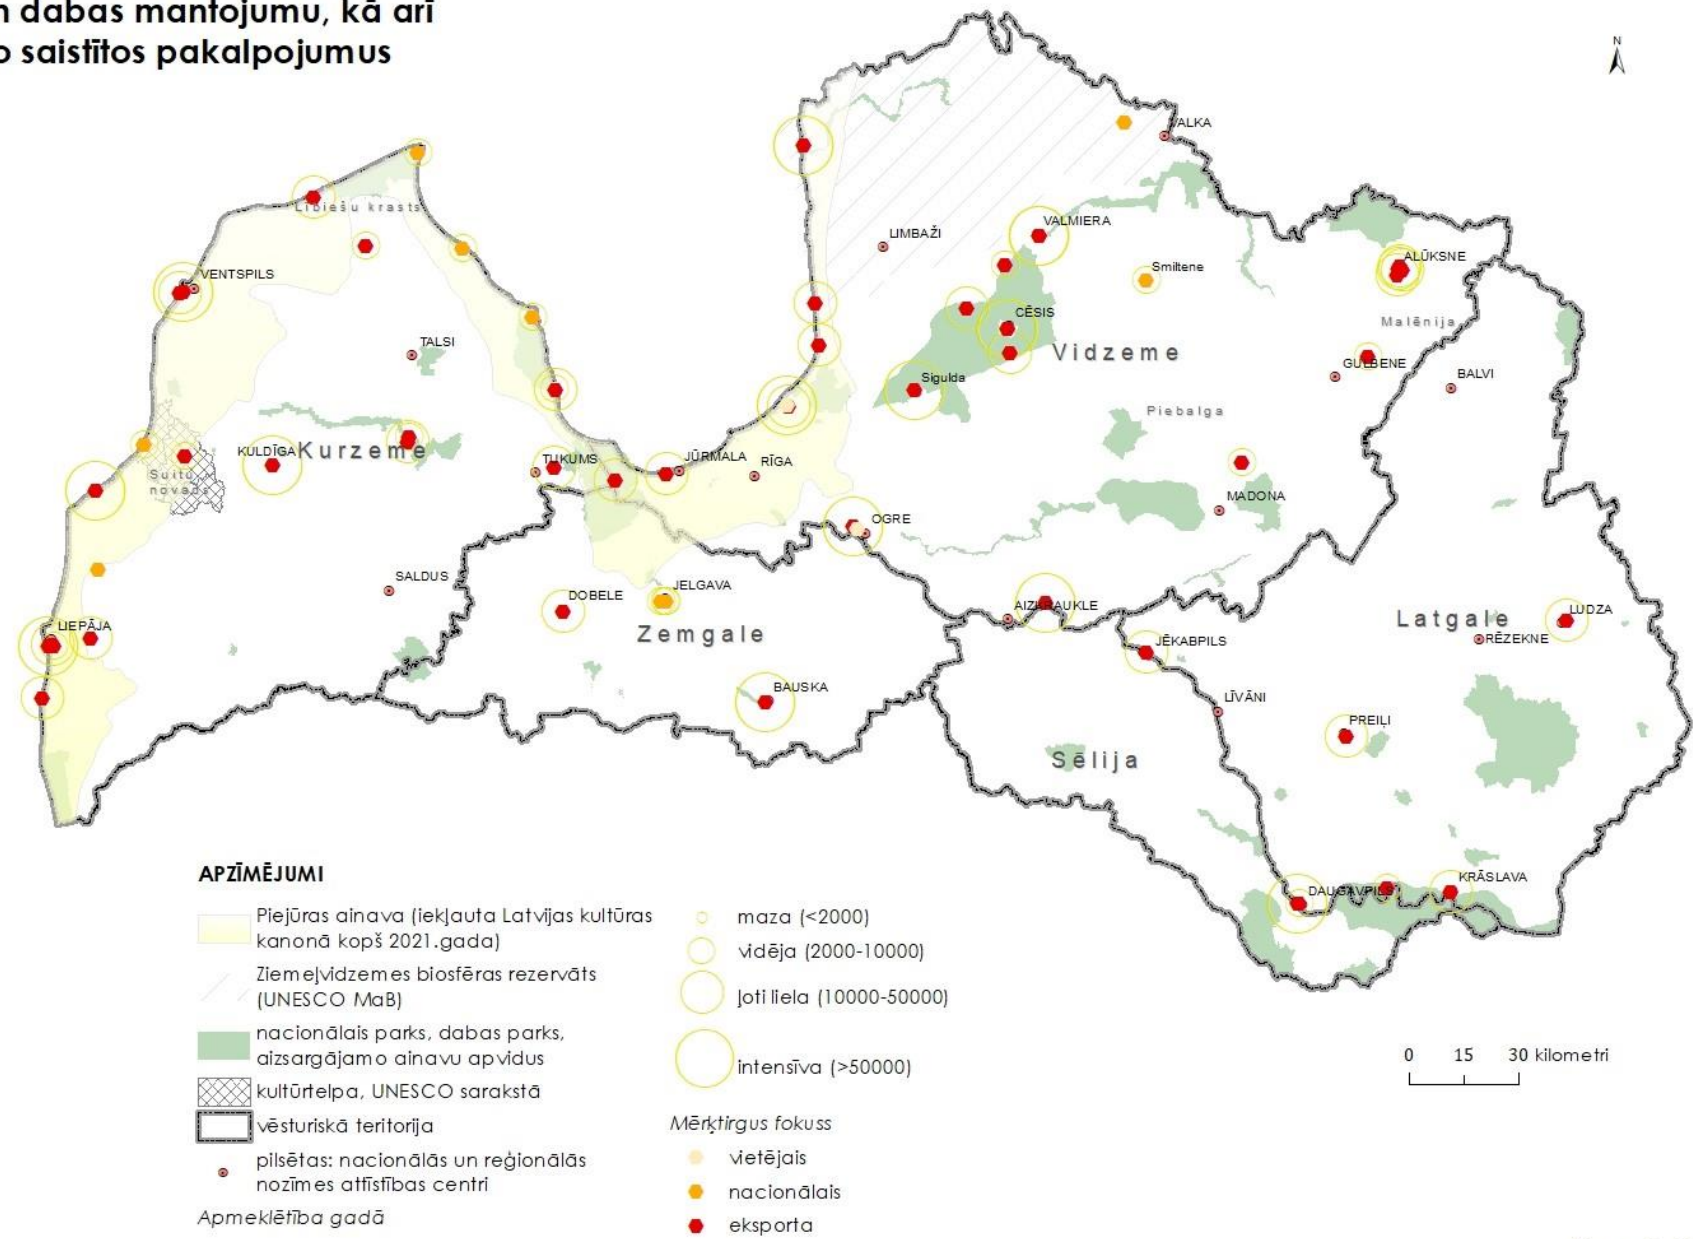 n dabas mantojumu, kā arī
o saistītos pakalpojumus
N
VALKA
Lībiešu krasts
VALMIERA
LIMBAŽI
VENTSPILS
Smiltene
ALŪKSNE
CĒSIS
Malēnija
TALSI
Vidzeme
GULBENE
BALVI
Sigulda
Piebalga
KULDĪGA
Kurzeme
TUKUMS
JŪRMALA
RĪGA
Suitu
novads
MADONA
OGRE
SALDUS
JELGAVA
DOBELE
AIZKRAUKLE
LUDZA
Latgale
LIEPĀJA
Zemgale
JĒKABPILS
RĒZEKNE
BAUSKA
LĪVĀNI
PREIĻI
Sēlija
KRĀSLAVA
DAUGAVPILS
APZĪMĒJUMI
Piejūras ainava (iekļauta Latvijas kultūras
kanonā kopš 2021.gada)
Ziemeļvidzemes biosfēras rezervāts
(UNESCO MaB)
nacionālais parks, dabas parks,
aizsargājamo ainavu apvidus
kultūrtelpa, UNESCO sarakstā
vēsturiskā teritorija
pilsētas: nacionālās un reģionālās
nozīmes attīstības centri
Apmeklētība gadā
maza (<2000)
vidēja (2000-10000)
ļoti liela (10000-50000)
intensīva (>50000)
Mērķtirgus fokuss
vietējais
nacionālais
eksporta
0 15 30 kilometri